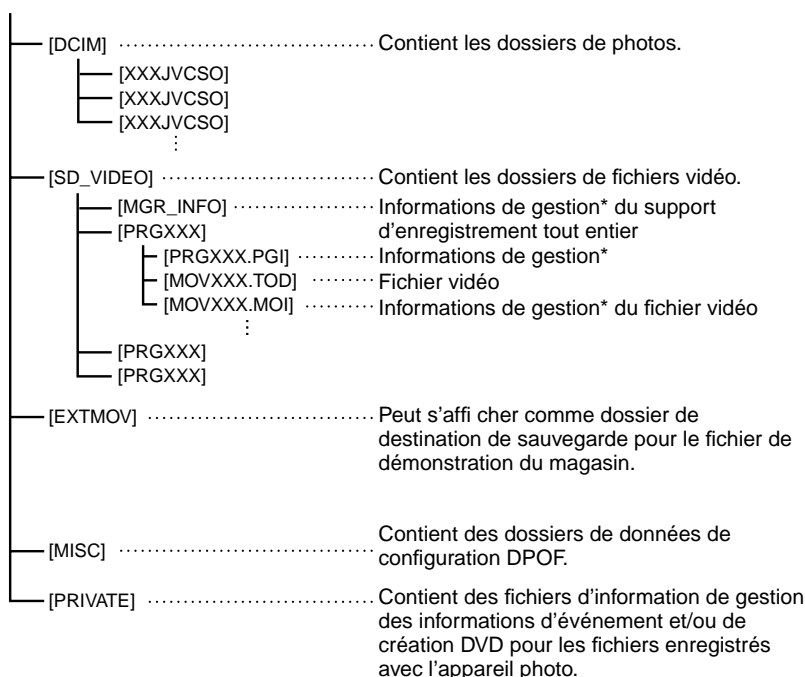 [DCIM] Contient les dossiers de photos.
[XXXJVCSO]
[XXXJVCSO]
[XXXJVCSO]
[SD_VIDEO] Contient les dossiers de fichiers vidéo.
[MGR_INFO] Informations de gestion* du support d'enregistrement tout entier
[PRGXXX]
[PRGXXX.PGI] Informations de gestion*
[MOVXXX.TOD] Fichier vidéo
[MOVXXX.MOI] Informations de gestion* du fichier vidéo
[PRGXXX]
[PRGXXX]
[EXTMOV] Peut s'affi cher comme dossier de
destination de sauvegarde pour le fichier de
démonstration du magasin.
Contient des dossiers de données de
[MISC] configuration DPOF.
[PRIVATE] Contient des fichiers d'information de gestion
des informations d'événement et/ou de
création DVD pour les fichiers enregistrés
avec l'appareil photo.